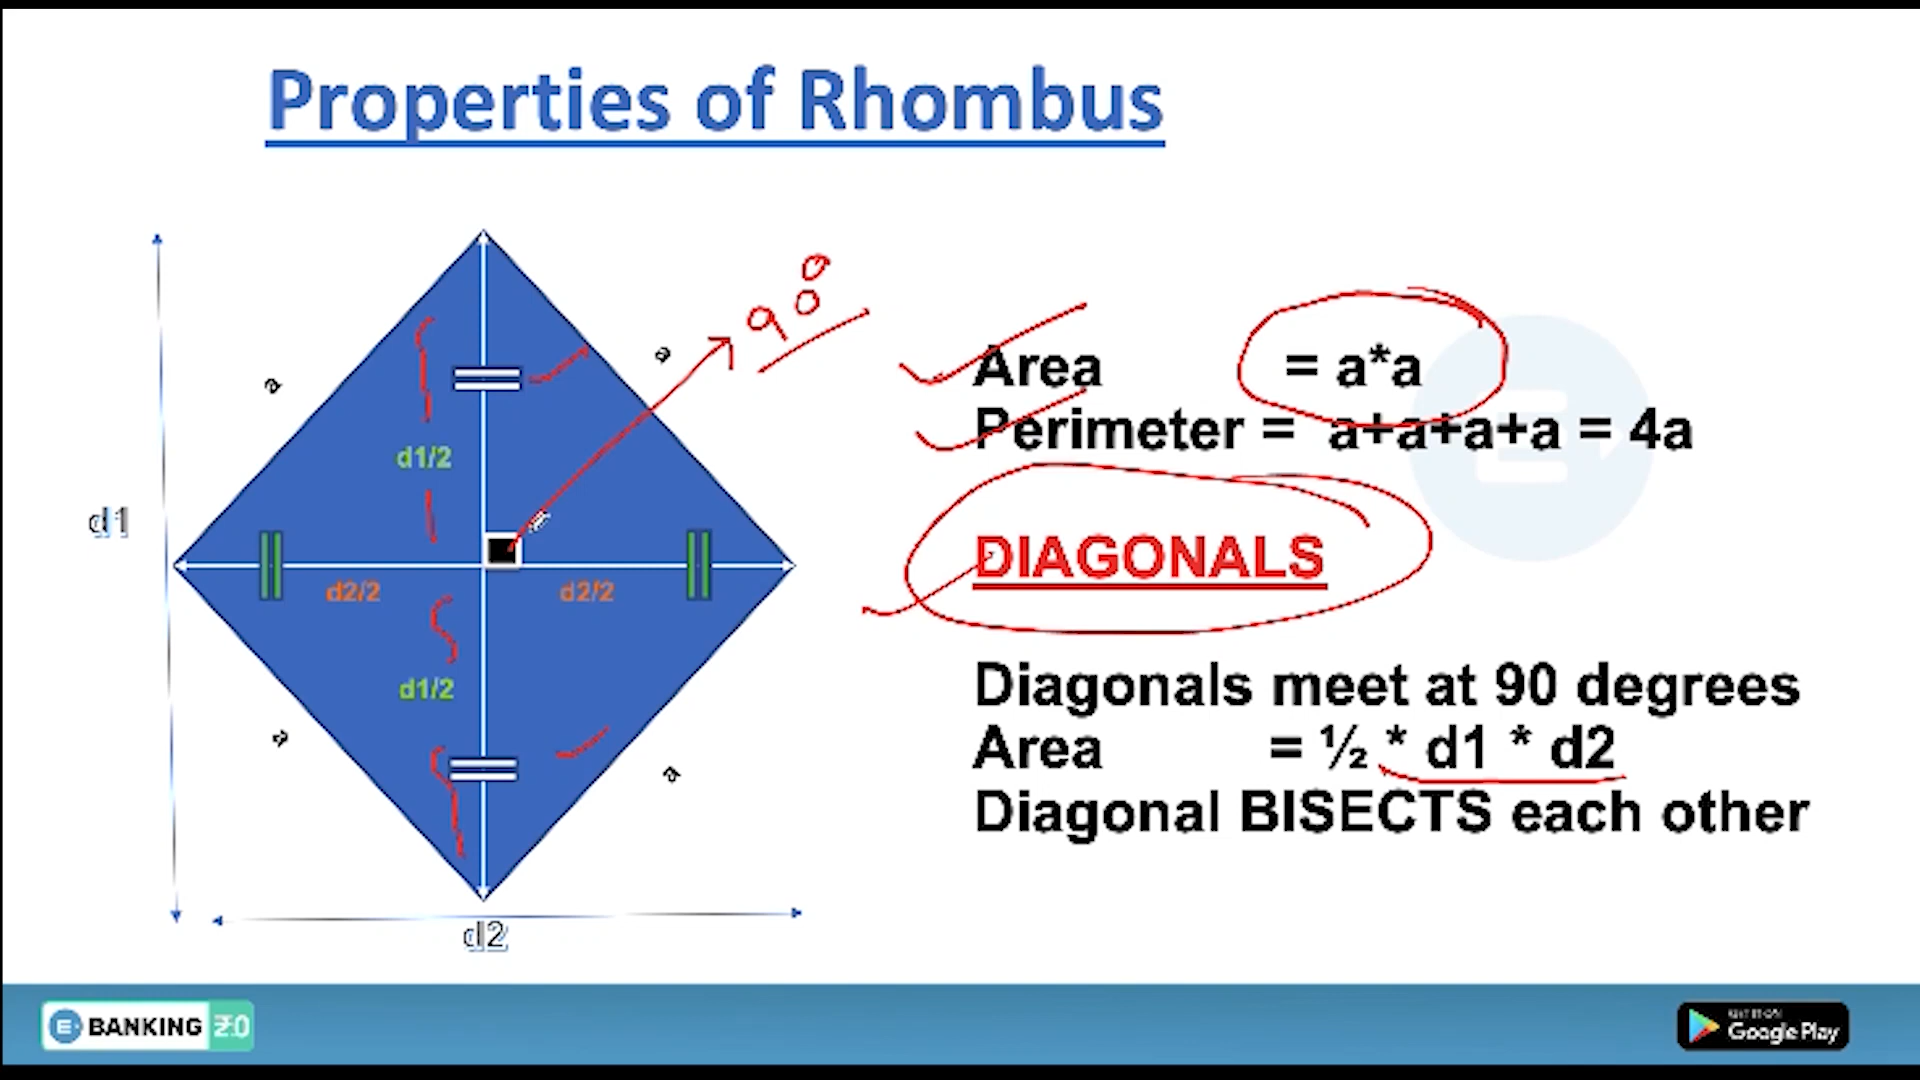 Properties of Rhombus
90°
a
a
Area = a*a
Perimeter = a+a+a+a = 4a
d1/2
d1
DIAGONALS
d2/2
d2/2
d1/2
Diagonals meet at 90 degrees
a
a
Area = ½ * d1 * d2
Diagonal BISECTS each other
d2
E BANKING 2.0
GET IT ON
Google Play